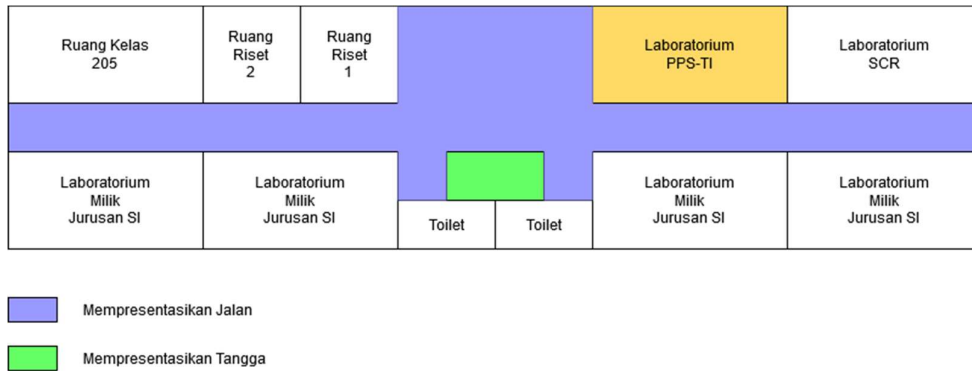 Ruang Kelas
205
Ruang
Riset
2
Ruang
Riset
1
Laboratorium
PPS-TI
Laboratorium
SCR
Laboratorium
Milik
Jurusan SI
Laboratorium
Milik
Jurusan SI
Toilet
Toilet
Laboratorium
Milik
Jurusan SI
Laboratorium
Milik
Jurusan SI
Mempresentasikan Jalan
Mempresentasikan Tangga